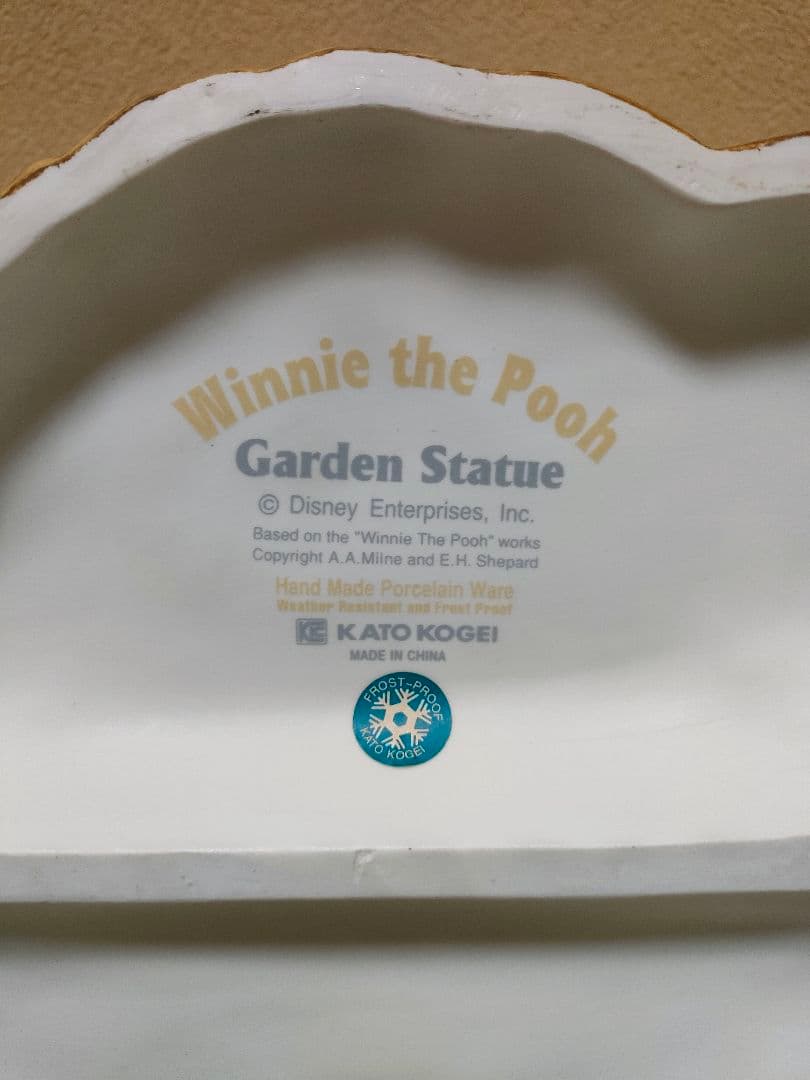 Winnie the Pooh
Garden Statue
© Disney Enterprises, Inc.
Based on the "Winnie The Pooh" works
Copyright A.A.Milne and E.H. Shepard
Hand Made Porcelain Ware
Weather Resistant and Frost Proof
KE KATO KOGEI
MADE IN CHINA
FROST-PROOF
KATO KOGEI